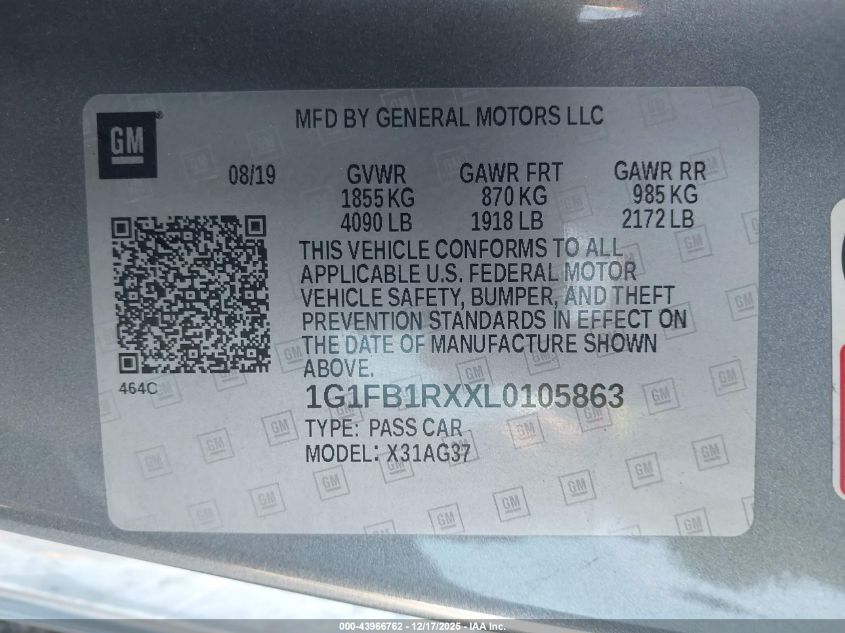 GM
MFD BY GENERAL MOTORS LLC
08/19 GVWR GAWR FRT GAWR RR
1855 KG 870 KG 985 KG
4090 LB 1918 LB 2172 LB
THIS VEHICLE CONFORMS TO ALL
APPLICABLE U.S. FEDERAL MOTOR
VEHICLE SAFETY, BUMPER, AND THEFT
PREVENTION STANDARDS IN EFFECT ON
THE DATE OF MANUFACTURE SHOWN
ABOVE.
464C
1G1FB1RXXL0105863
TYPE: PASS CAR
MODEL: X31AG37
000-43966762 - 12/17/2025 - IAA Inc.